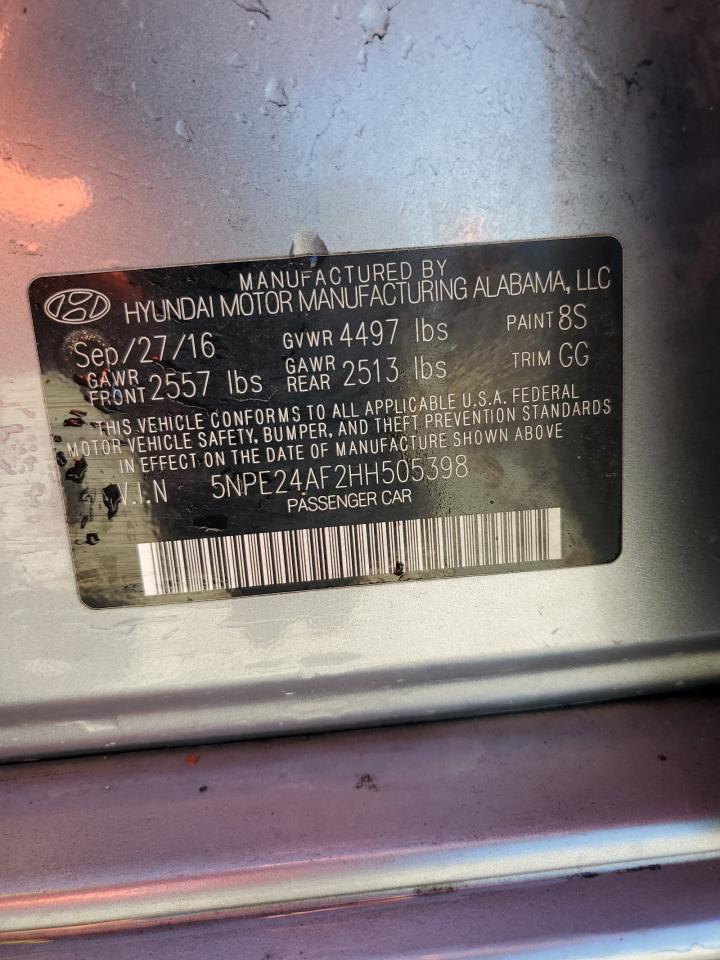 MANUFACTURED BY
HYUNDAI MOTOR MANUFACTURING ALABAMA, LLC
Sep/27/16 GVWR 4497 lbs PAINT 8S
GAWR FRONT 2557 lbs GAWR REAR 2513 lbs TRIM GG
THIS VEHICLE CONFORMS TO ALL APPLICABLE U.S.A. FEDERAL
MOTOR VEHICLE SAFETY, BUMPER, AND THEFT PREVENTION STANDARDS
IN EFFECT ON THE DATE OF MANUFACTURE SHOWN ABOVE
V.I.N 5NPE24AF2HH505398
PASSENGER CAR